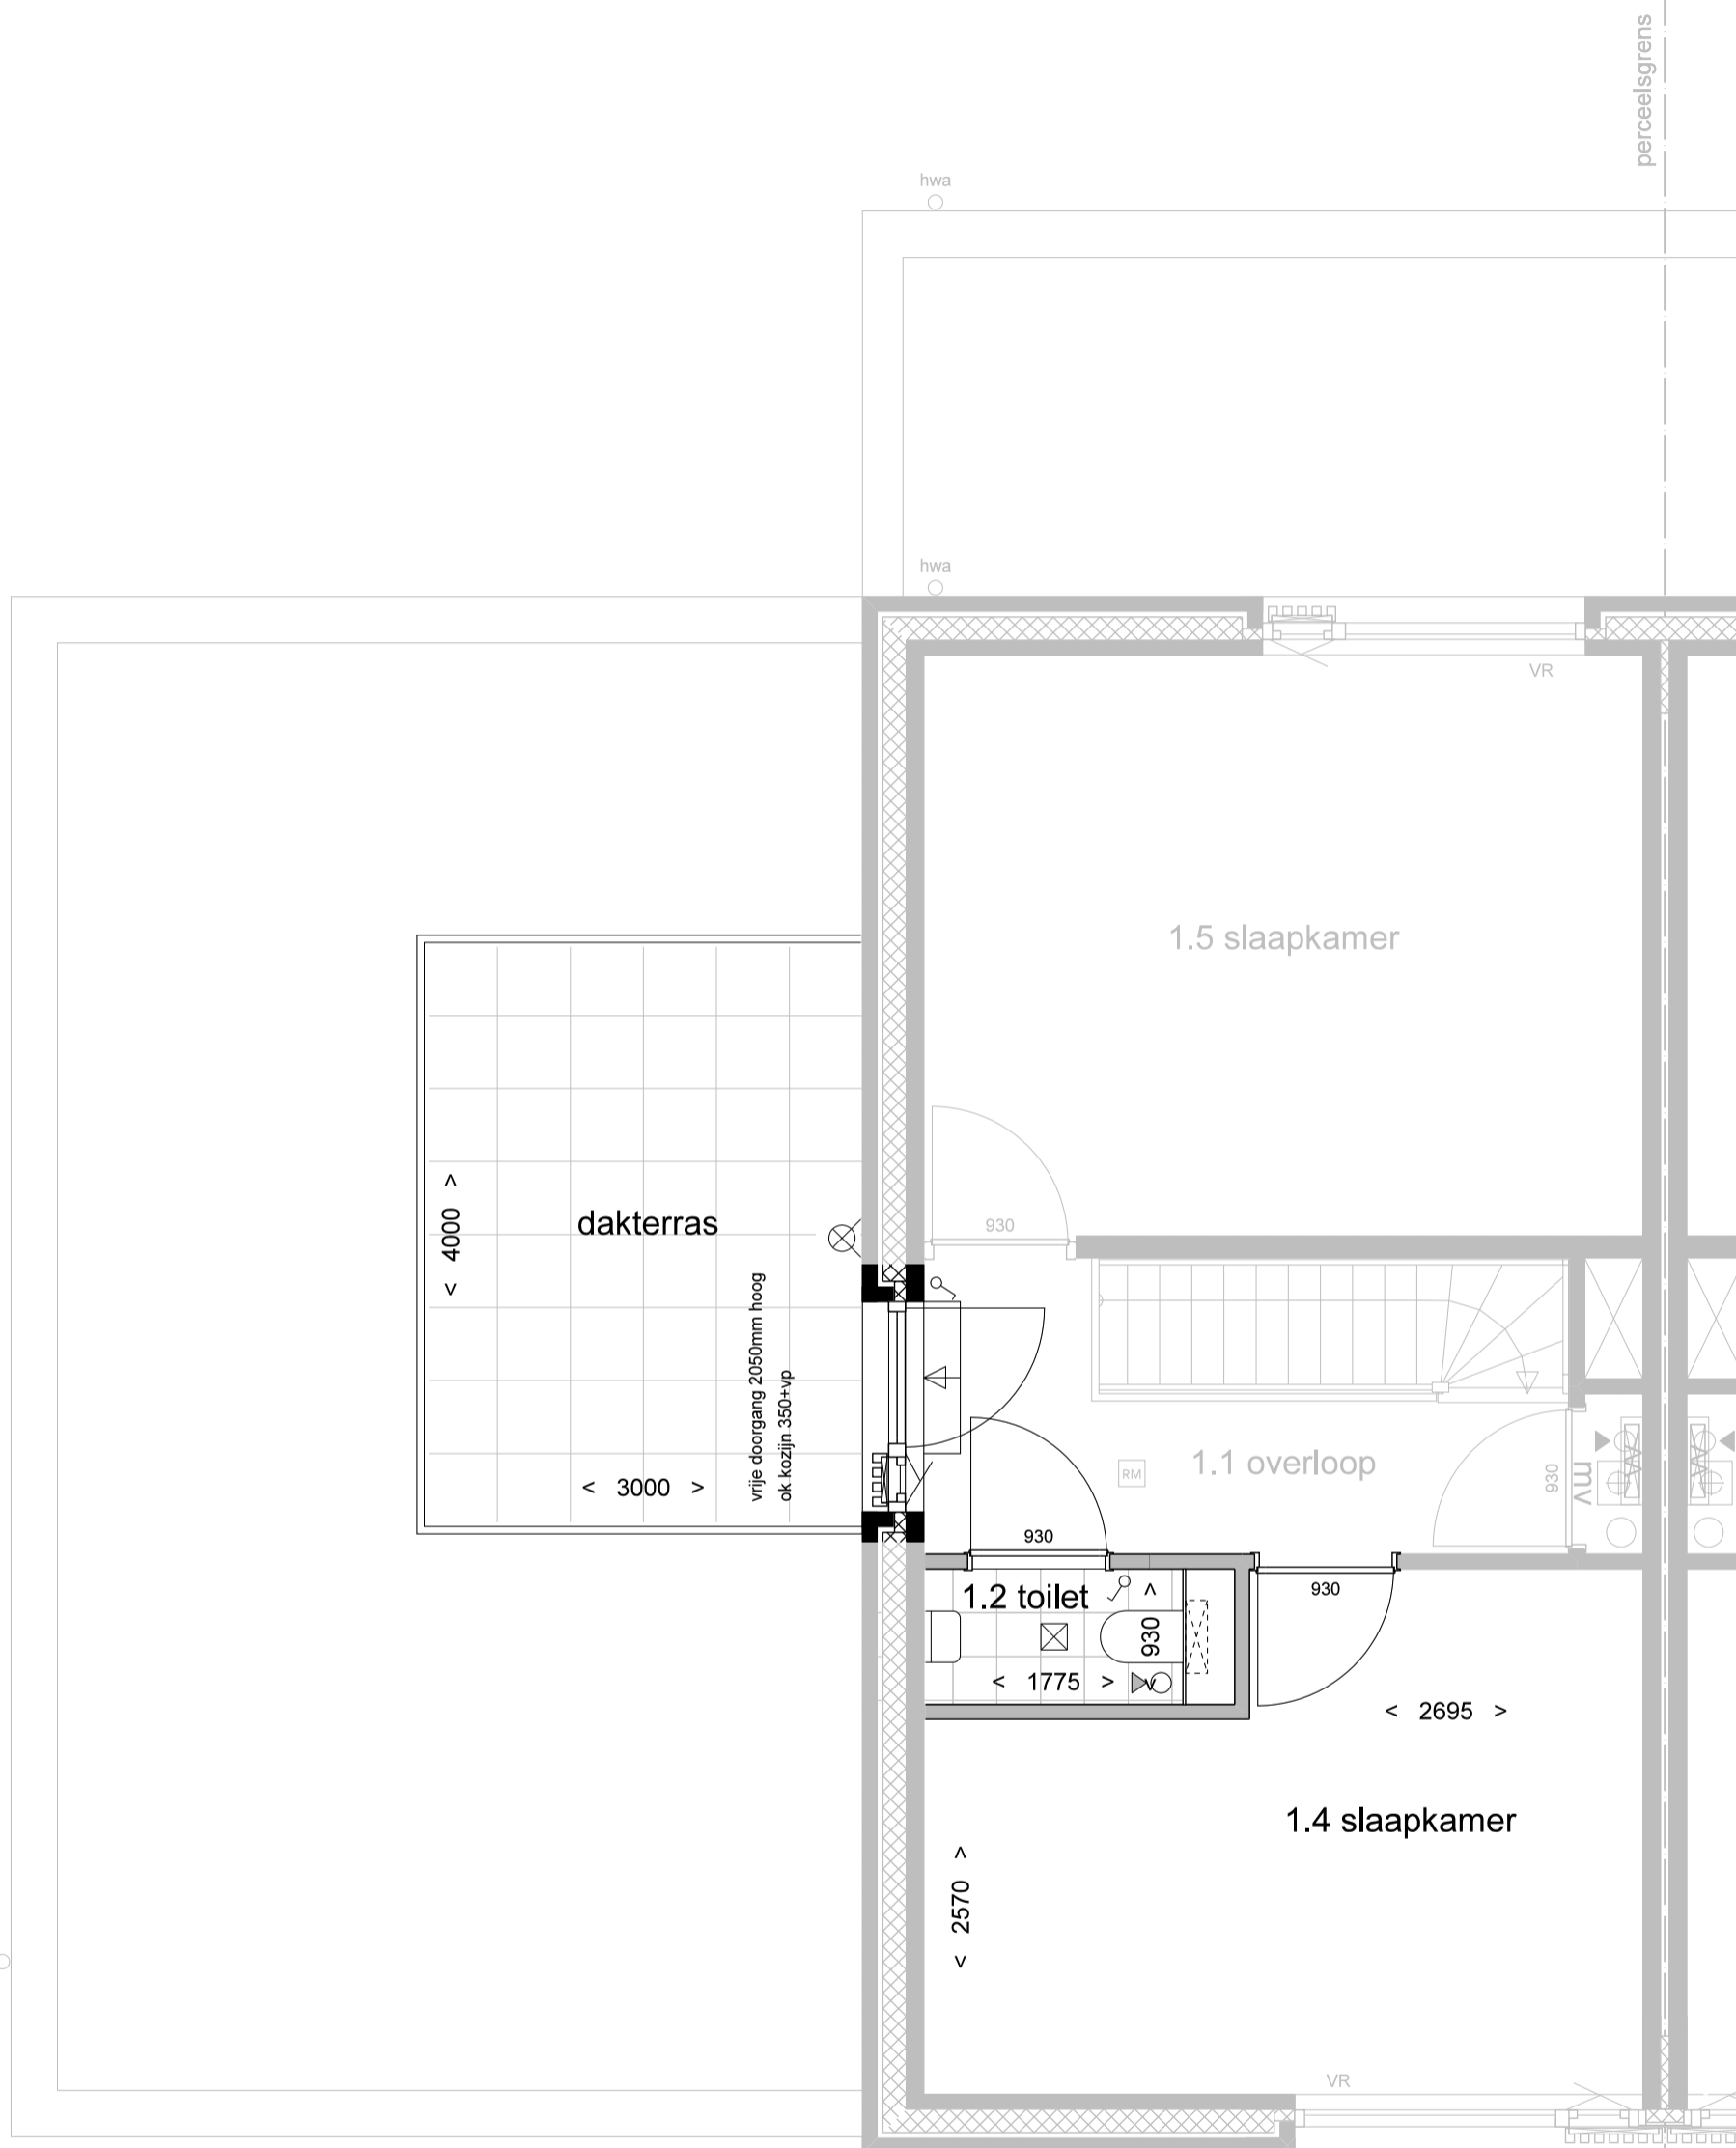 perceelsgrens
hwa
hwa
VR
1.5 slaapkamer
< 4000 >
dakterras
930
vrije doorgang 2050mm hoog
ok kozijn 350+vp
< 3000 >
RM
1.1 overloop
930
mv
930
1.2 toilet
930
< 930 >
< 1775 >
< 2695 >
1.4 slaapkamer
< 2570 >
VR